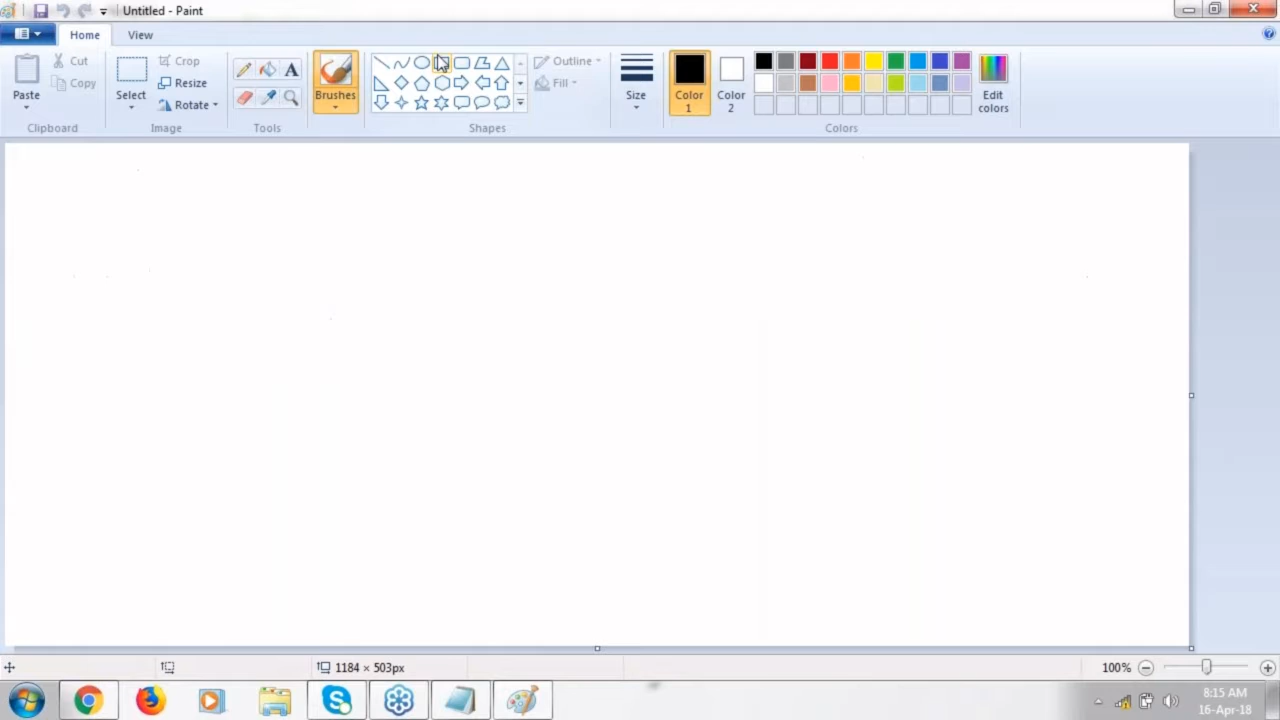 Untitled - Paint
Home View
Paste
Cut
Copy
Clipboard
Select
Crop
Resize
Rotate
Image
A
Tools
Brushes
Shapes
Outline
Fill
Size
Color 1
Color 2
Edit colors
Colors
1184 × 503px
100%
8:15 AM
16-Apr-18